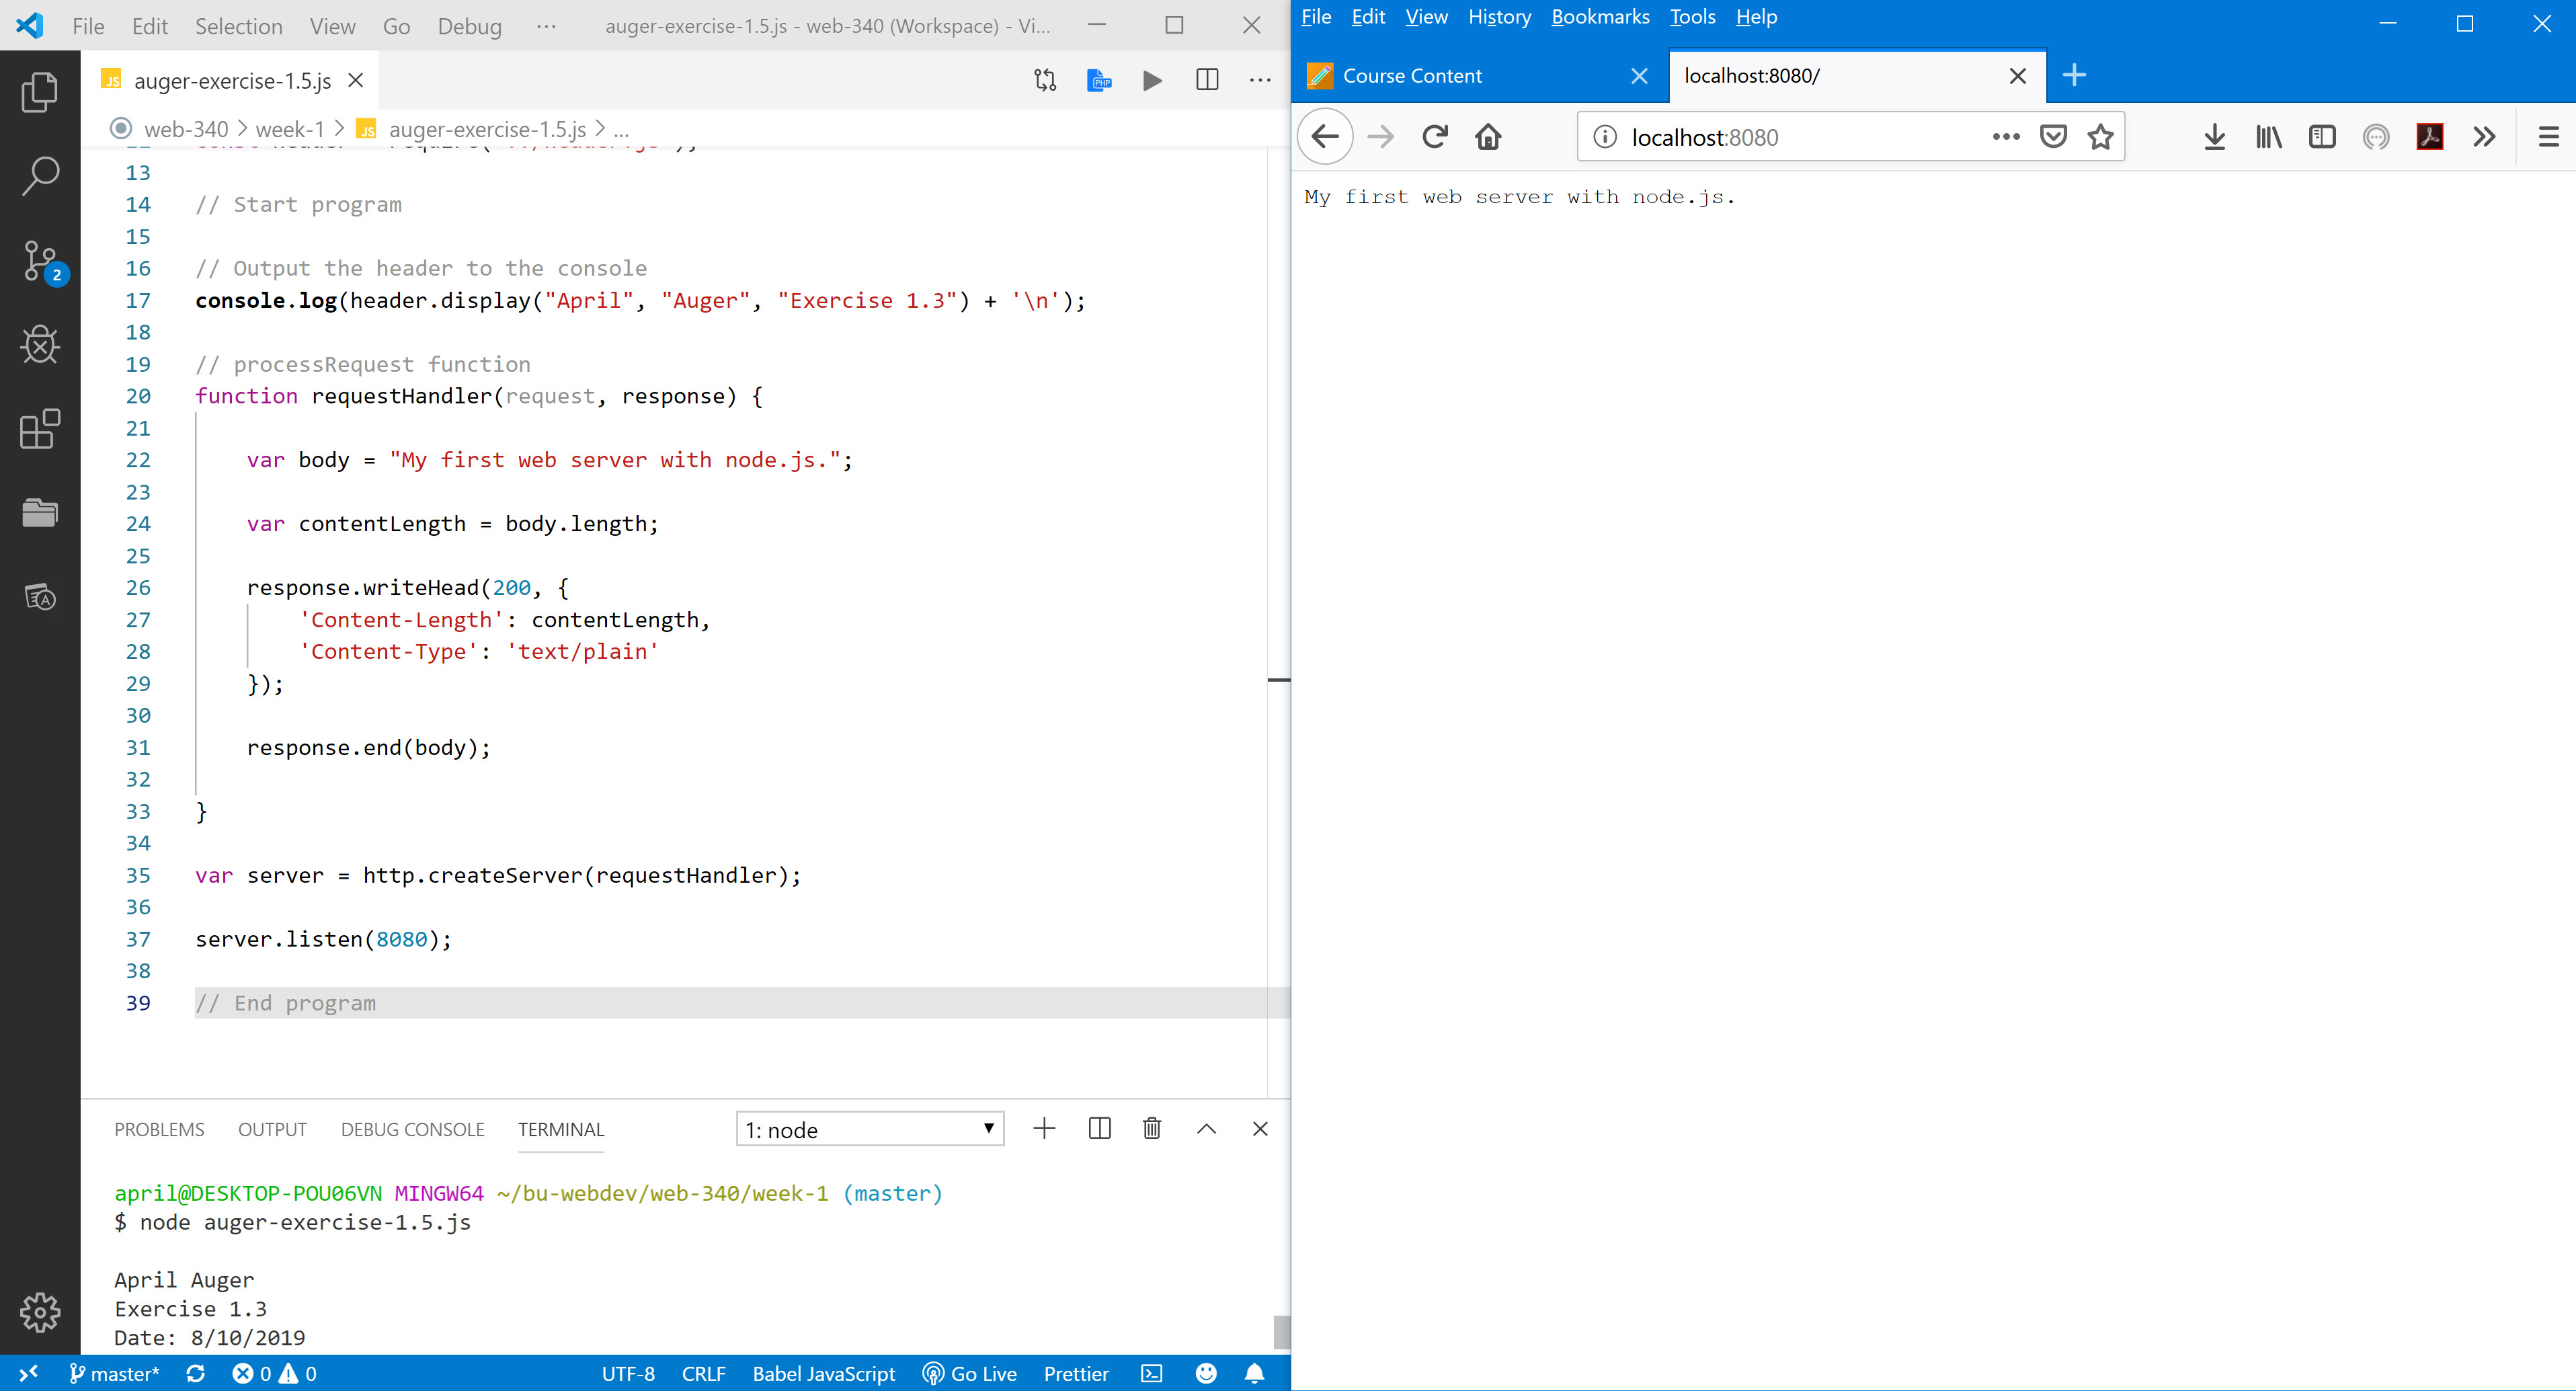 File Edit Selection View Go Debug ··· auger-exercise-1.5.js - web-340 (Workspace) - Vi...
JS auger-exercise-1.5.js
PHP
web-340 > week-1 > JS auger-exercise-1.5.js > ...
13
14 // Start program
15
16 // Output the header to the console
17 console.log(header.display("April", "Auger", "Exercise 1.3") + '\n');
18
19 // processRequest function
20 function requestHandler(request, response) {
21
22 var body = "My first web server with node.js.";
23
24 var contentLength = body.length;
25
26 response.writeHead(200, {
27 'Content-Length': contentLength,
28 'Content-Type': 'text/plain'
29 });
30
31 response.end(body);
32
33 }
34
35 var server = http.createServer(requestHandler);
36
37 server.listen(8080);
38
39 // End program
2
PROBLEMS OUTPUT DEBUG CONSOLE TERMINAL 1: node
april@DESKTOP-POU06VN MINGW64 ~/bu-webdev/web-340/week-1 (master)
$ node auger-exercise-1.5.js
April Auger
Exercise 1.3
Date: 8/10/2019
master* 0 0 UTF-8 CRLF Babel JavaScript Go Live Prettier
File Edit View History Bookmarks Tools Help
Course Content localhost:8080/
localhost:8080
My first web server with node.js.